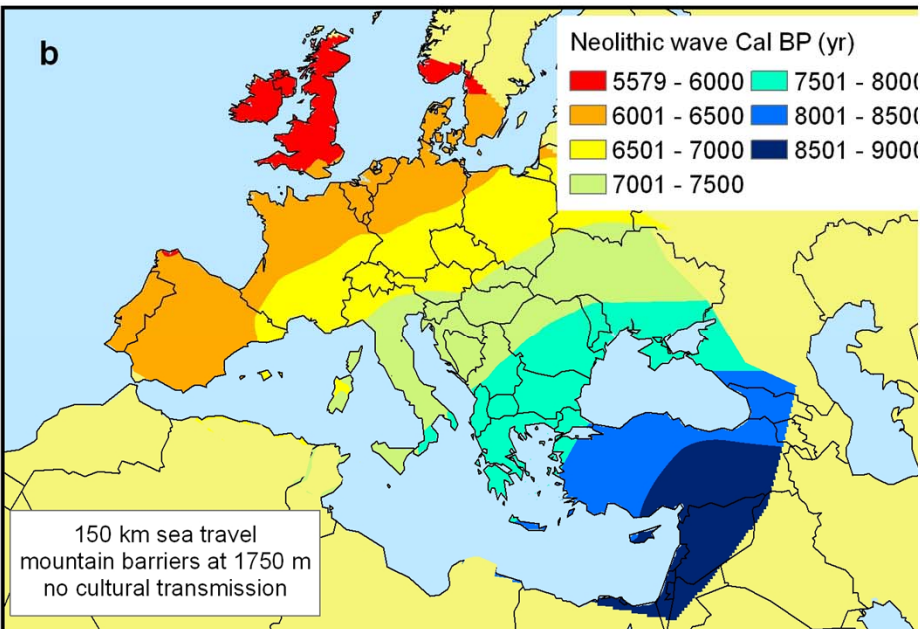 b
Neolithic wave Cal BP (yr)
5579 - 6000
7501 - 8000
6001 - 6500
8001 - 8500
6501 - 7000
8501 - 9000
7001 - 7500
150 km sea travel
mountain barriers at 1750 m
no cultural transmission